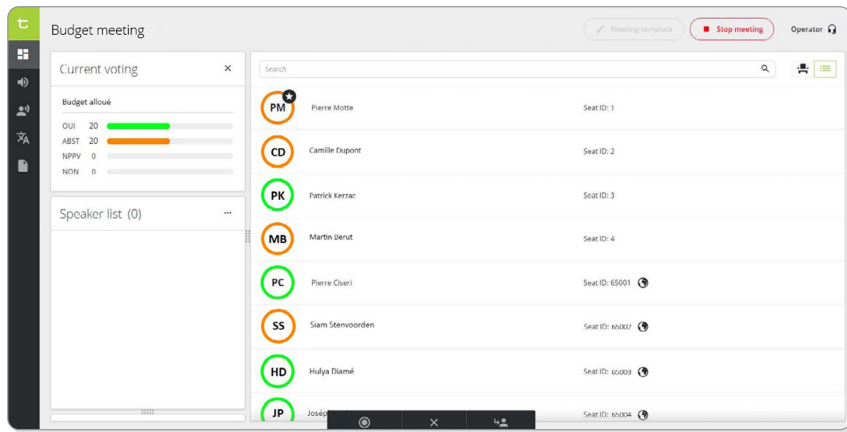 Budget meeting
Meeting template
Stop meeting
Operator
Current voting
Budget alloué
OUI 20
ABST 20
NPPV 0
NON 0
Speaker list (0)
Search
PM Pierre Motte Seat ID: 1
CD Camille Dupont Seat ID: 2
PK Patrick Kerzac Seat ID: 3
MB Martin Berut Seat ID: 4
PC Pierre Ciseri Seat ID: 65001
SS Siam Stenvoorden Seat ID: 65002
HD Hulya Diamé Seat ID: 65003
JP Seat ID: 65004